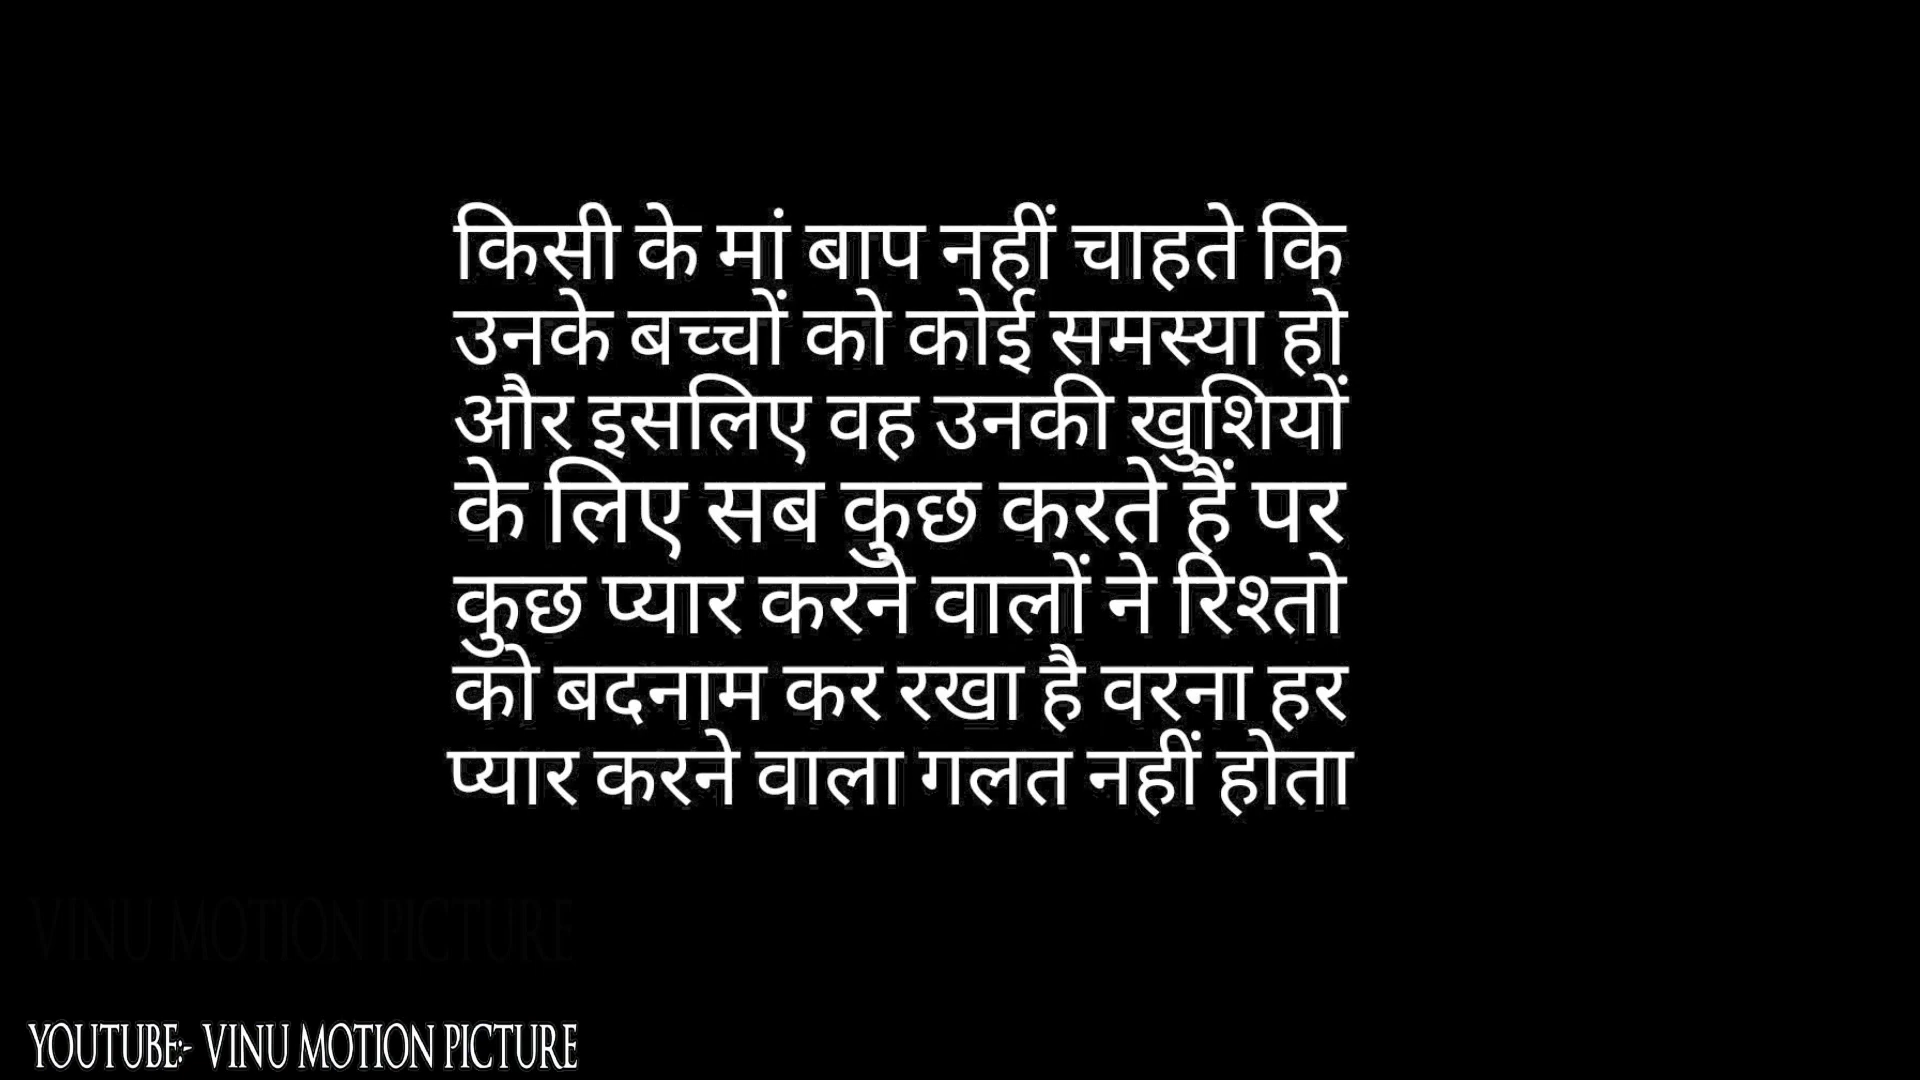 किसी के मां बाप नहीं चाहते कि
उनके बच्चों को कोई समस्या हो
और इसलिए वह उनकी खुशियों
के लिए सब कुछ करते हैं पर
कुछ प्यार करने वालों ने रिश्तो
को बदनाम कर रखा है वरना हर
प्यार करने वाला गलत नहीं होता
VINU MOTION PICTURE
YOUTUBE:- VINU MOTION PICTURE